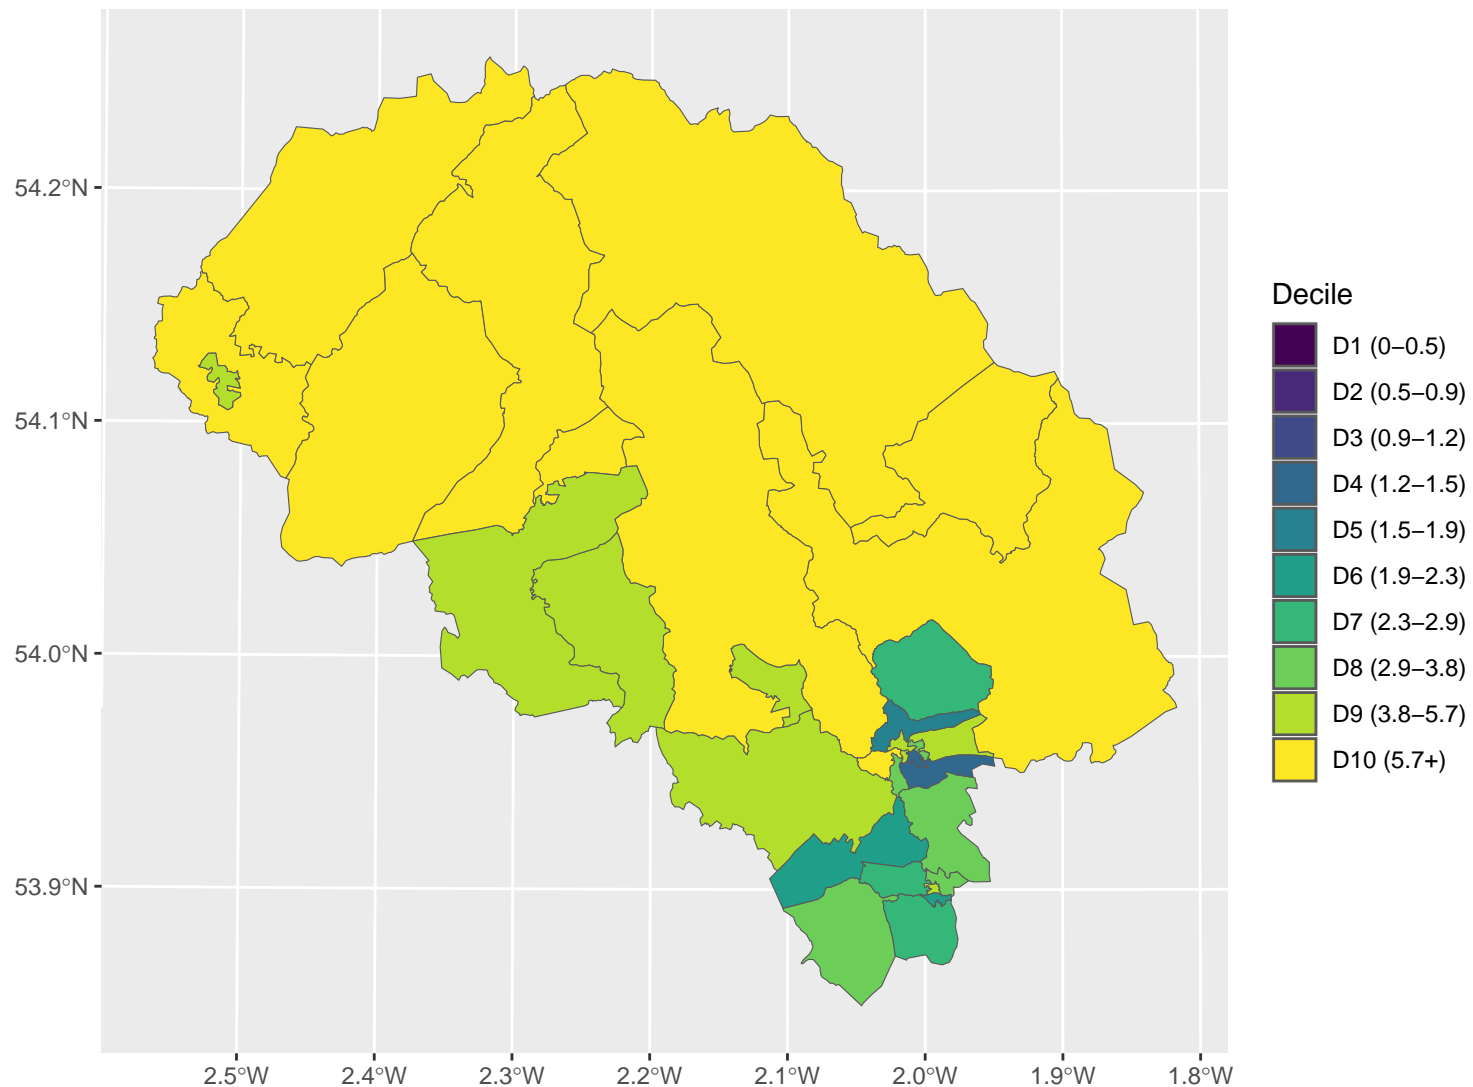 54.2°N
54.1°N
54.0°N
53.9°N
2.5°W
2.4°W
2.3°W
2.2°W
2.1°W
2.0°W
1.9°W
1.8°W
Decile
D1 (0–0.5)
D2 (0.5–0.9)
D3 (0.9–1.2)
D4 (1.2–1.5)
D5 (1.5–1.9)
D6 (1.9–2.3)
D7 (2.3–2.9)
D8 (2.9–3.8)
D9 (3.8–5.7)
D10 (5.7+)